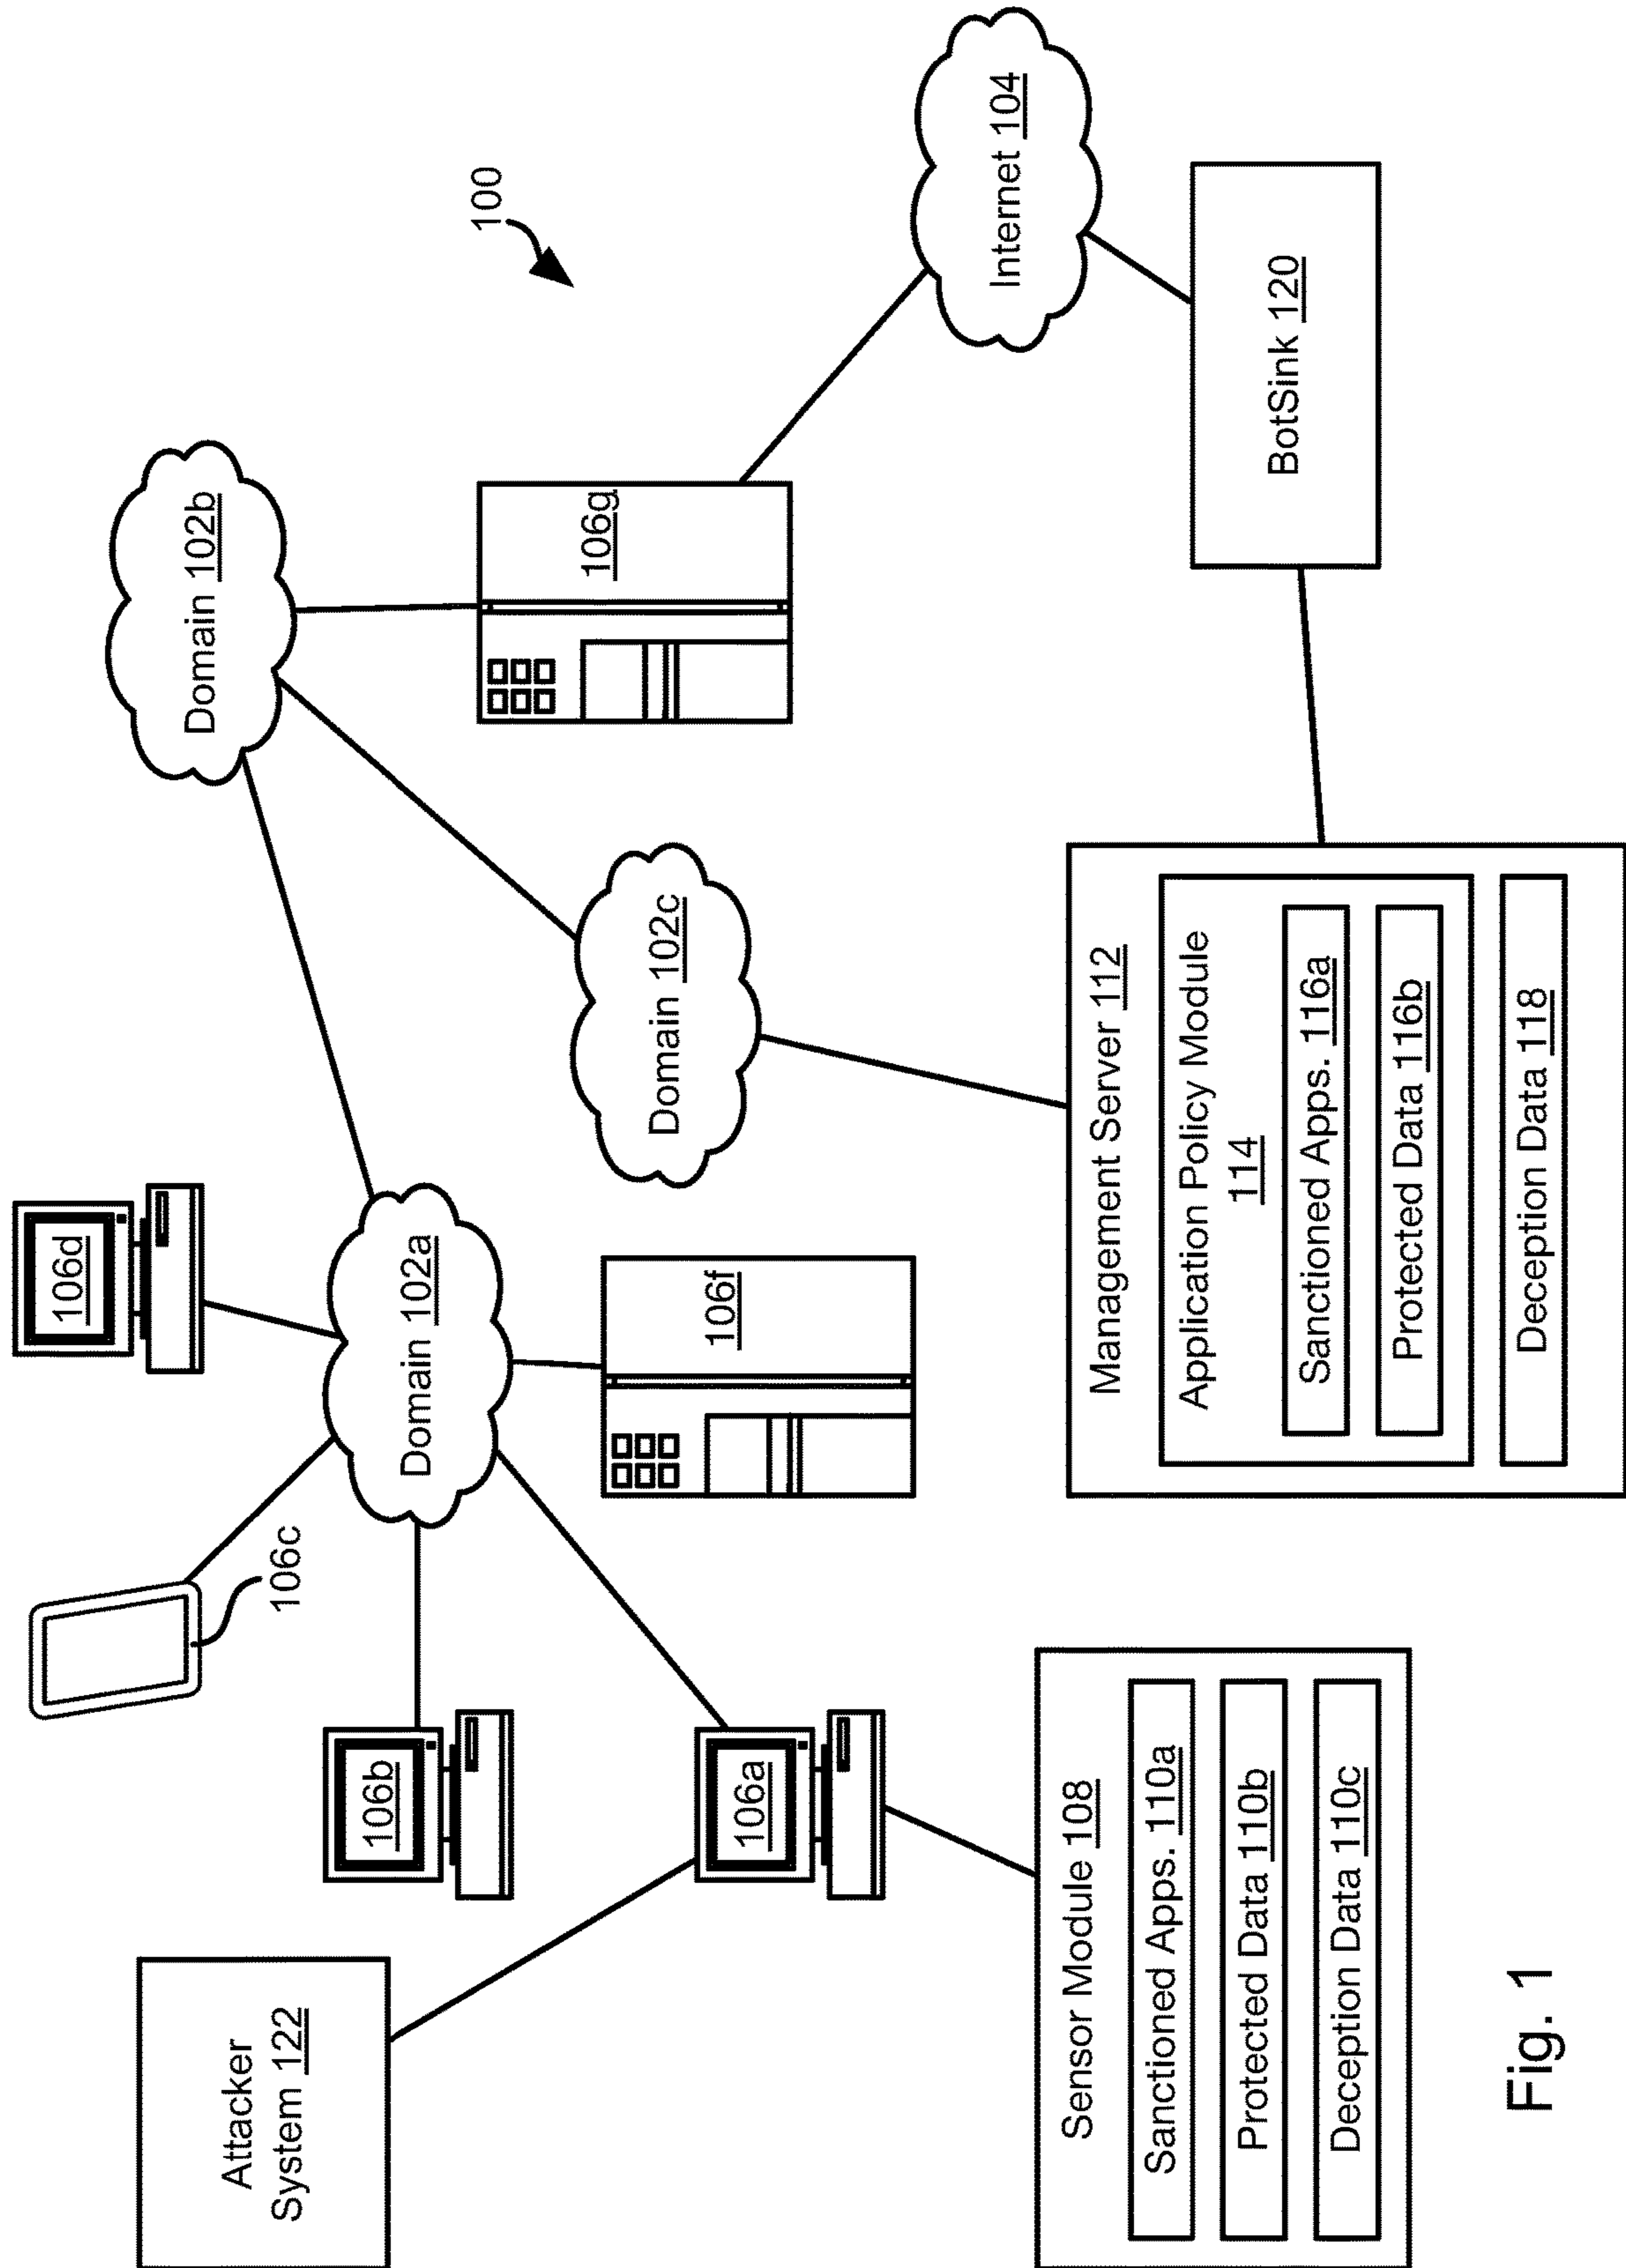 Attacker
System 122
106c
106d
106b
Domain 102a
Domain 102b
100
106a
106f
Domain 102c
106g
Internet 104
Sensor Module 108
Sanctioned Apps. 110a
Protected Data 110b
Deception Data 110c
Management Server 112
Application Policy Module
114
Sanctioned Apps. 116a
Protected Data 116b
Deception Data 118
BotSink 120
Fig. 1